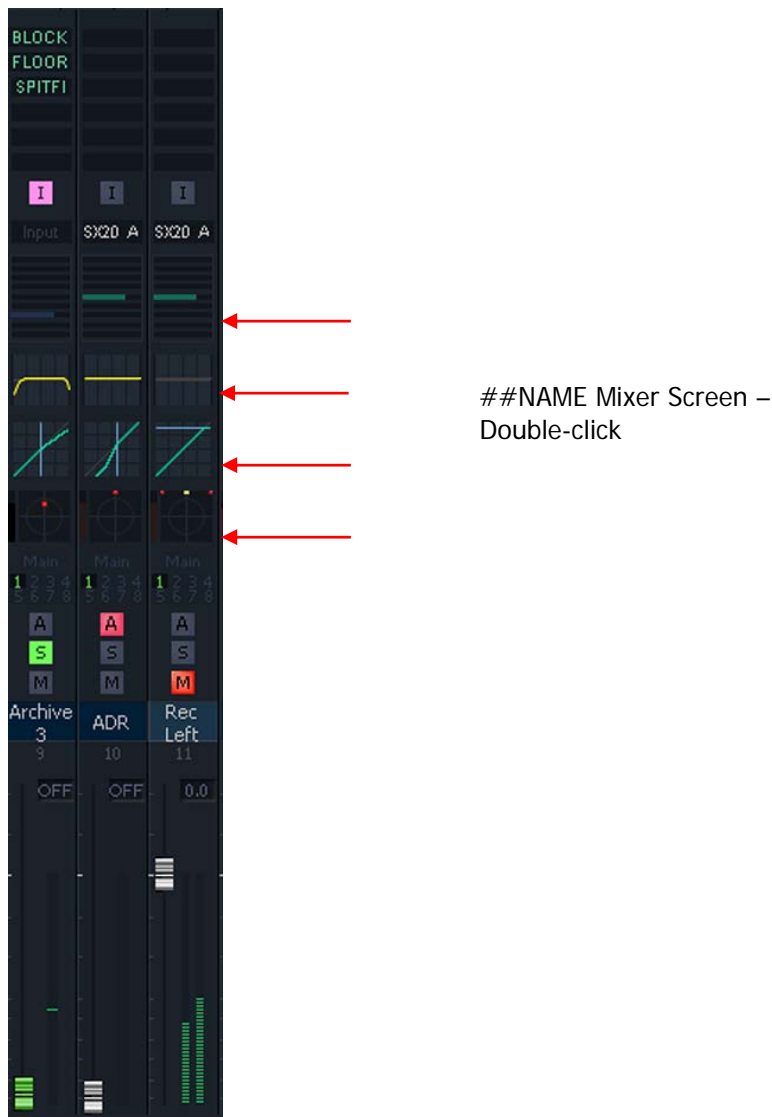 BLOCK
FLOOR
SPITFI
I I I
Input SX20 A SX20 A
##NAME Mixer Screen –
Double-click
Main Main Main
1 2 3 4 1 2 3 4 1 2 3 4
5 6 7 8 5 6 7 8 5 6 7 8
A A A
S S S
M M M
Archive ADR Rec
3 Left
9 10 11
OFF OFF 0.0